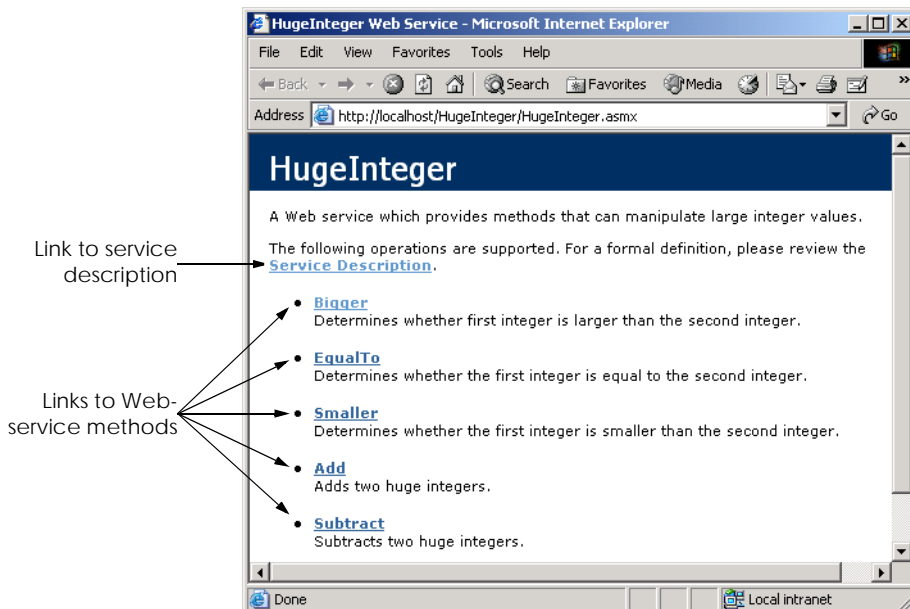 HugeInteger Web Service - Microsoft Internet Explorer
File Edit View Favorites Tools Help
Back Search Favorites Media »
Address http://localhost/HugeInteger/HugeInteger.asmx Go
HugeInteger
A Web service which provides methods that can manipulate large integer values.
The following operations are supported. For a formal definition, please review the
Service Description.
Link to service
description
• Bigger
Determines whether first integer is larger than the second integer.
• EqualTo
Determines whether the first integer is equal to the second integer.
Links to Web-
service methods
• Smaller
Determines whether the first integer is smaller than the second integer.
• Add
Adds two huge integers.
• Subtract
Subtracts two huge integers.
Done Local intranet